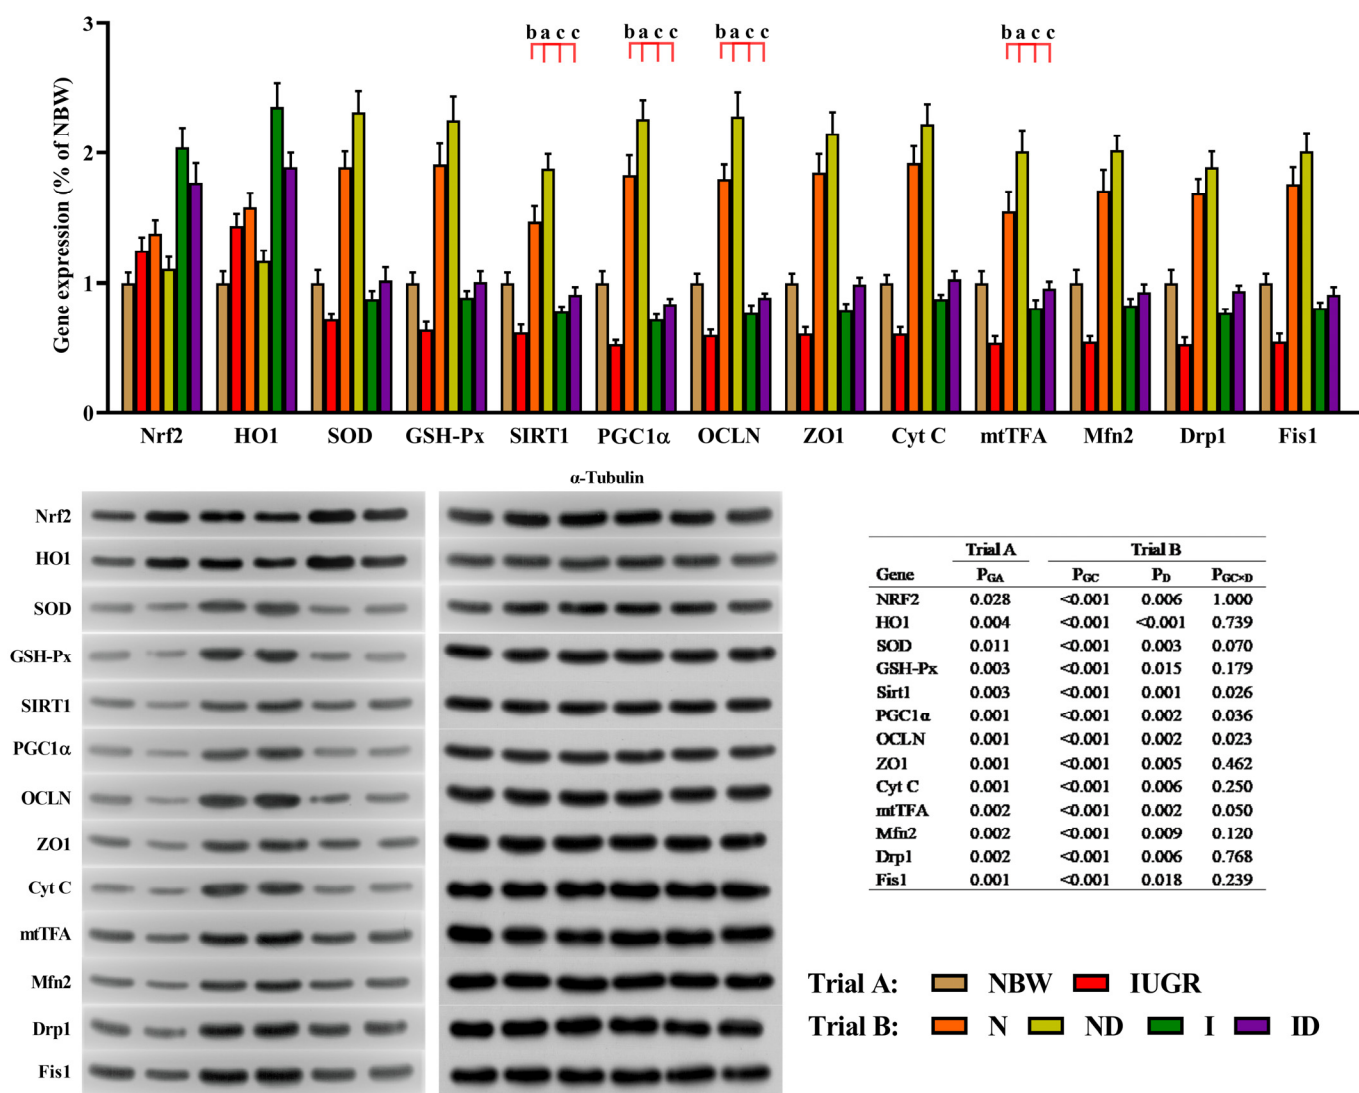 3
2
1
0
Gene expression (% of NBW)
b a c c
b a c c
b a c c
b a c c
Nrf2 HO1 SOD GSH-Px SIRT1 PGC1α OCLN ZO1 Cyt C mtTFA Mfn2 Drp1 Fis1
α-Tubulin
Nrf2
HO1
SOD
GSH-Px
SIRT1
PGC1α
OCLN
ZO1
Cyt C
mtTFA
Mfn2
Drp1
Fis1
Trial A Trial B
Gene P_GA P_GC P_D P_GC×D
NRF2 0.028 <0.001 0.006 1.000
HO1 0.004 <0.001 <0.001 0.739
SOD 0.011 <0.001 0.003 0.070
GSH-Px 0.003 <0.001 0.015 0.179
Sirt1 0.003 <0.001 0.001 0.026
PGC1α 0.001 <0.001 0.002 0.036
OCLN 0.001 <0.001 0.002 0.023
ZO1 0.001 <0.001 0.005 0.462
Cyt C 0.001 <0.001 0.006 0.250
mtTFA 0.002 <0.001 0.002 0.050
Mfn2 0.002 <0.001 0.009 0.120
Drp1 0.002 <0.001 0.006 0.768
Fis1 0.001 <0.001 0.018 0.239
Trial A: NBW IUGR
Trial B: N ND I ID